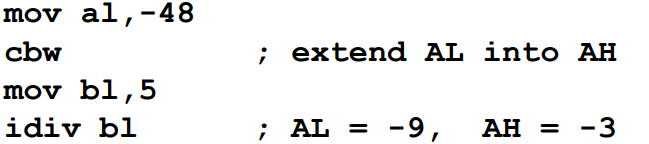 mov al,-48
cbw ; extend AL into AH
mov bl,5
idiv bl ; AL = -9, AH = -3